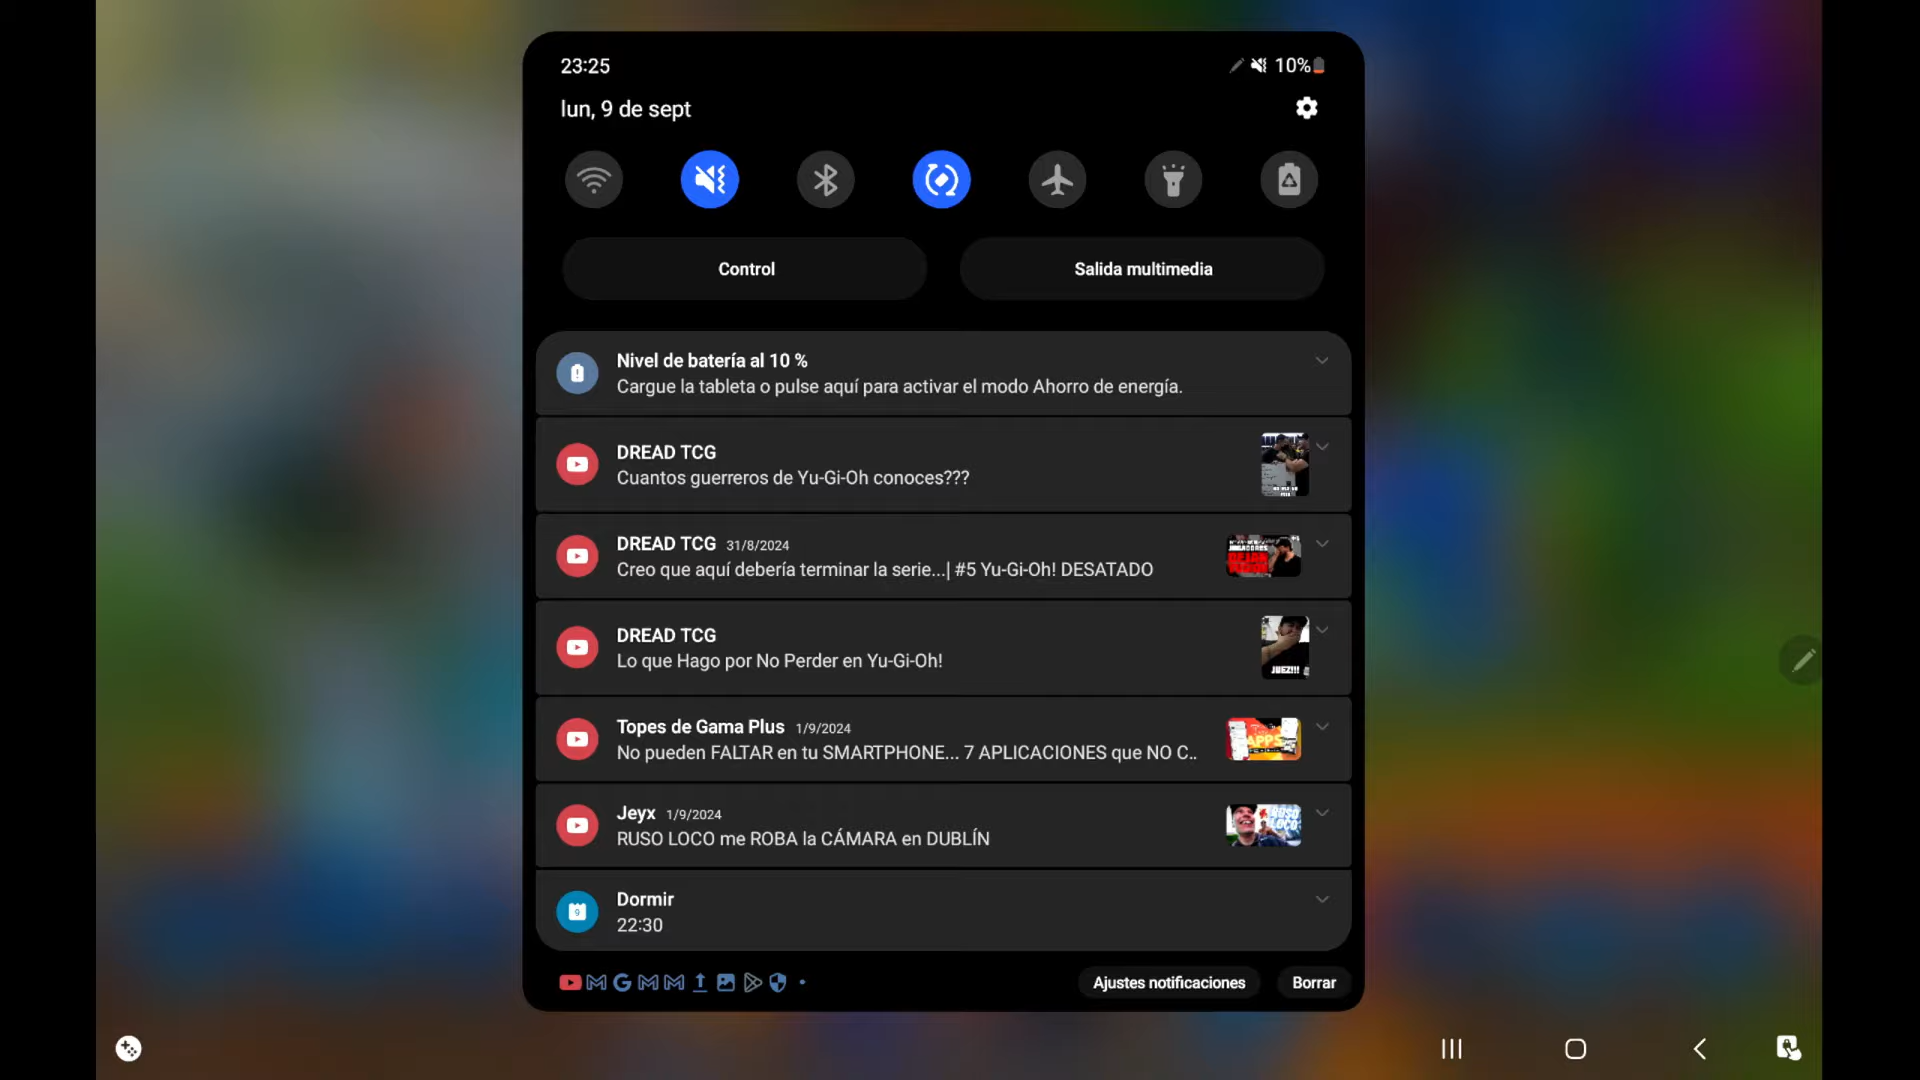 23:25
10%
lun, 9 de sept
Control
Salida multimedia
Nivel de batería al 10 %
Cargue la tableta o pulse aquí para activar el modo Ahorro de energía.
DREAD TCG
Cuantos guerreros de Yu-Gi-Oh conoces???
DREAD TCG 31/8/2024
Creo que aquí debería terminar la serie...| #5 Yu-Gi-Oh! DESATADO
DREAD TCG
Lo que Hago por No Perder en Yu-Gi-Oh!
JUEZ!!!
Topes de Gama Plus 1/9/2024
No pueden FALTAR en tu SMARTPHONE... 7 APLICACIONES que NO C..
APPS
Jeyx 1/9/2024
RUSO LOCO me ROBA la CÁMARA en DUBLÍN
RUSO
LOCO
9
Dormir
22:30
Ajustes notificaciones
Borrar